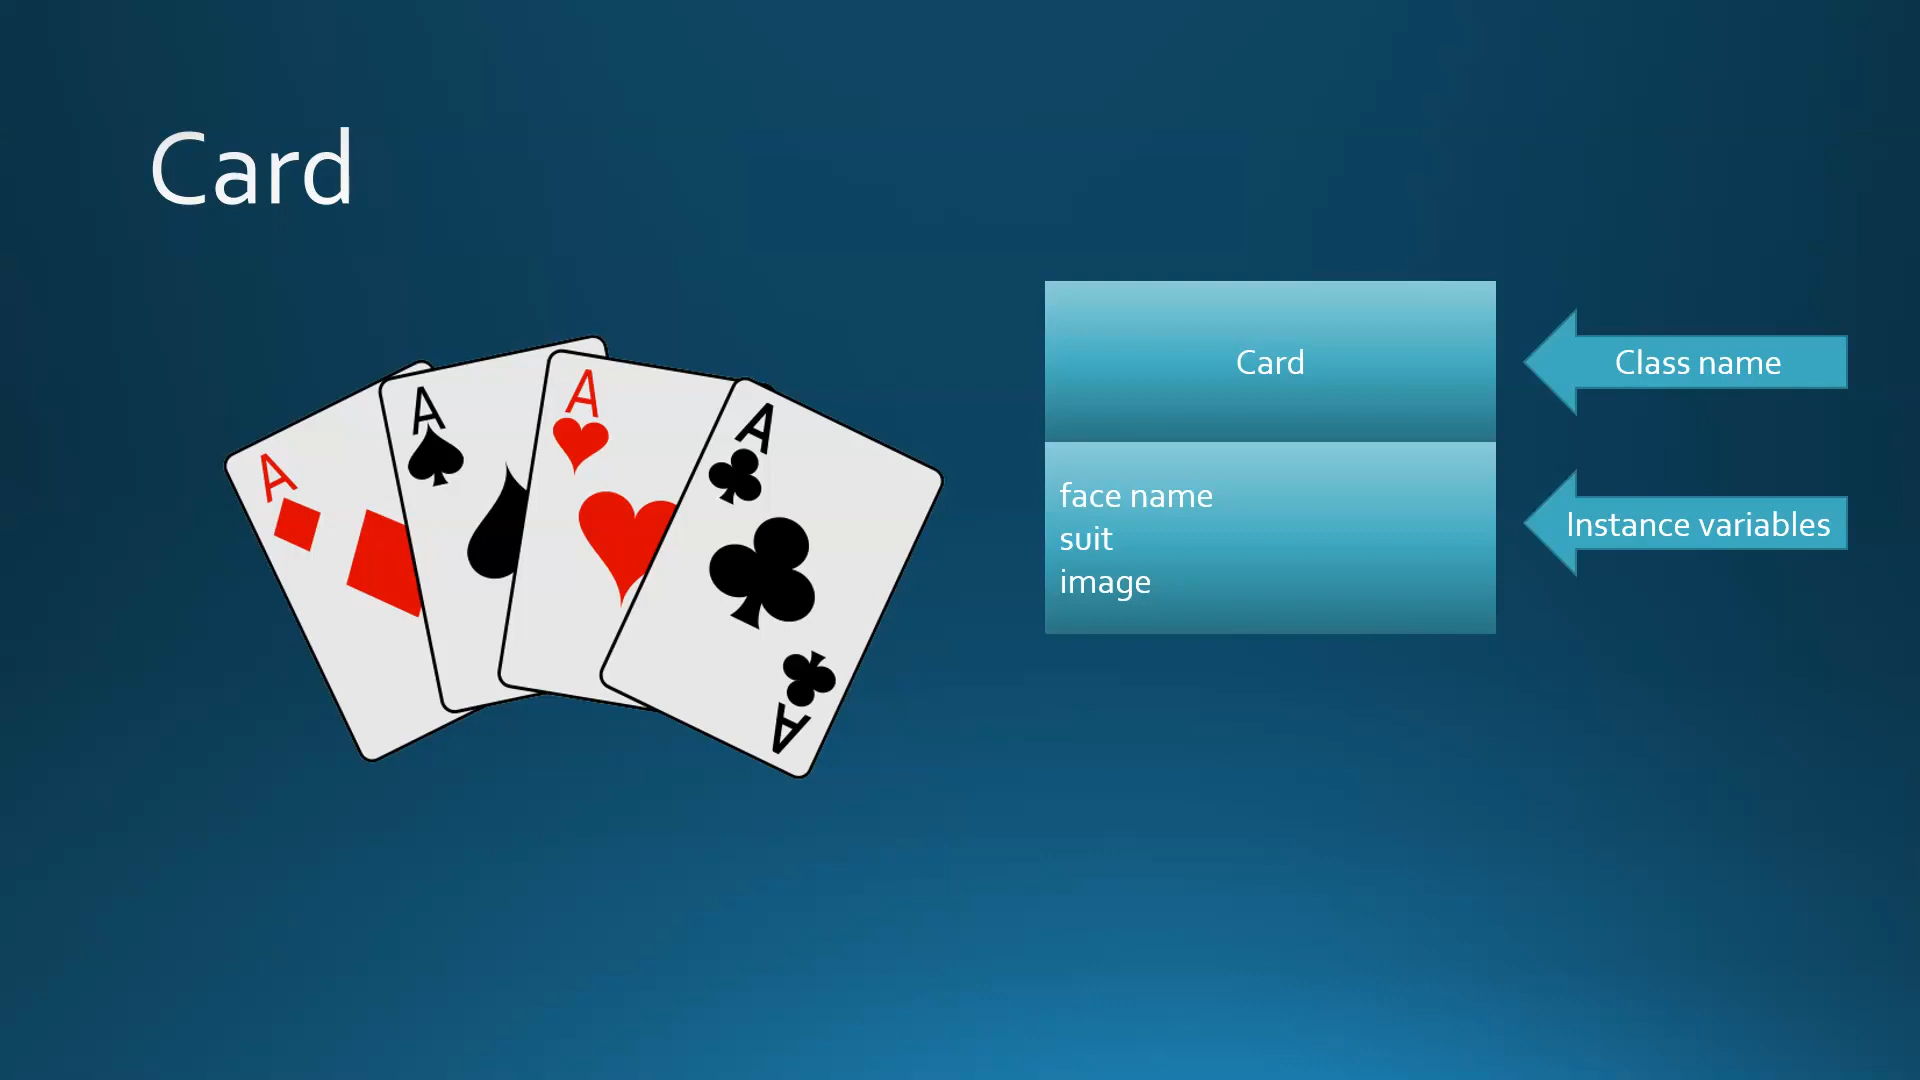 Card
A
A
A
A
A
Card
Class name
face name
suit
image
Instance variables